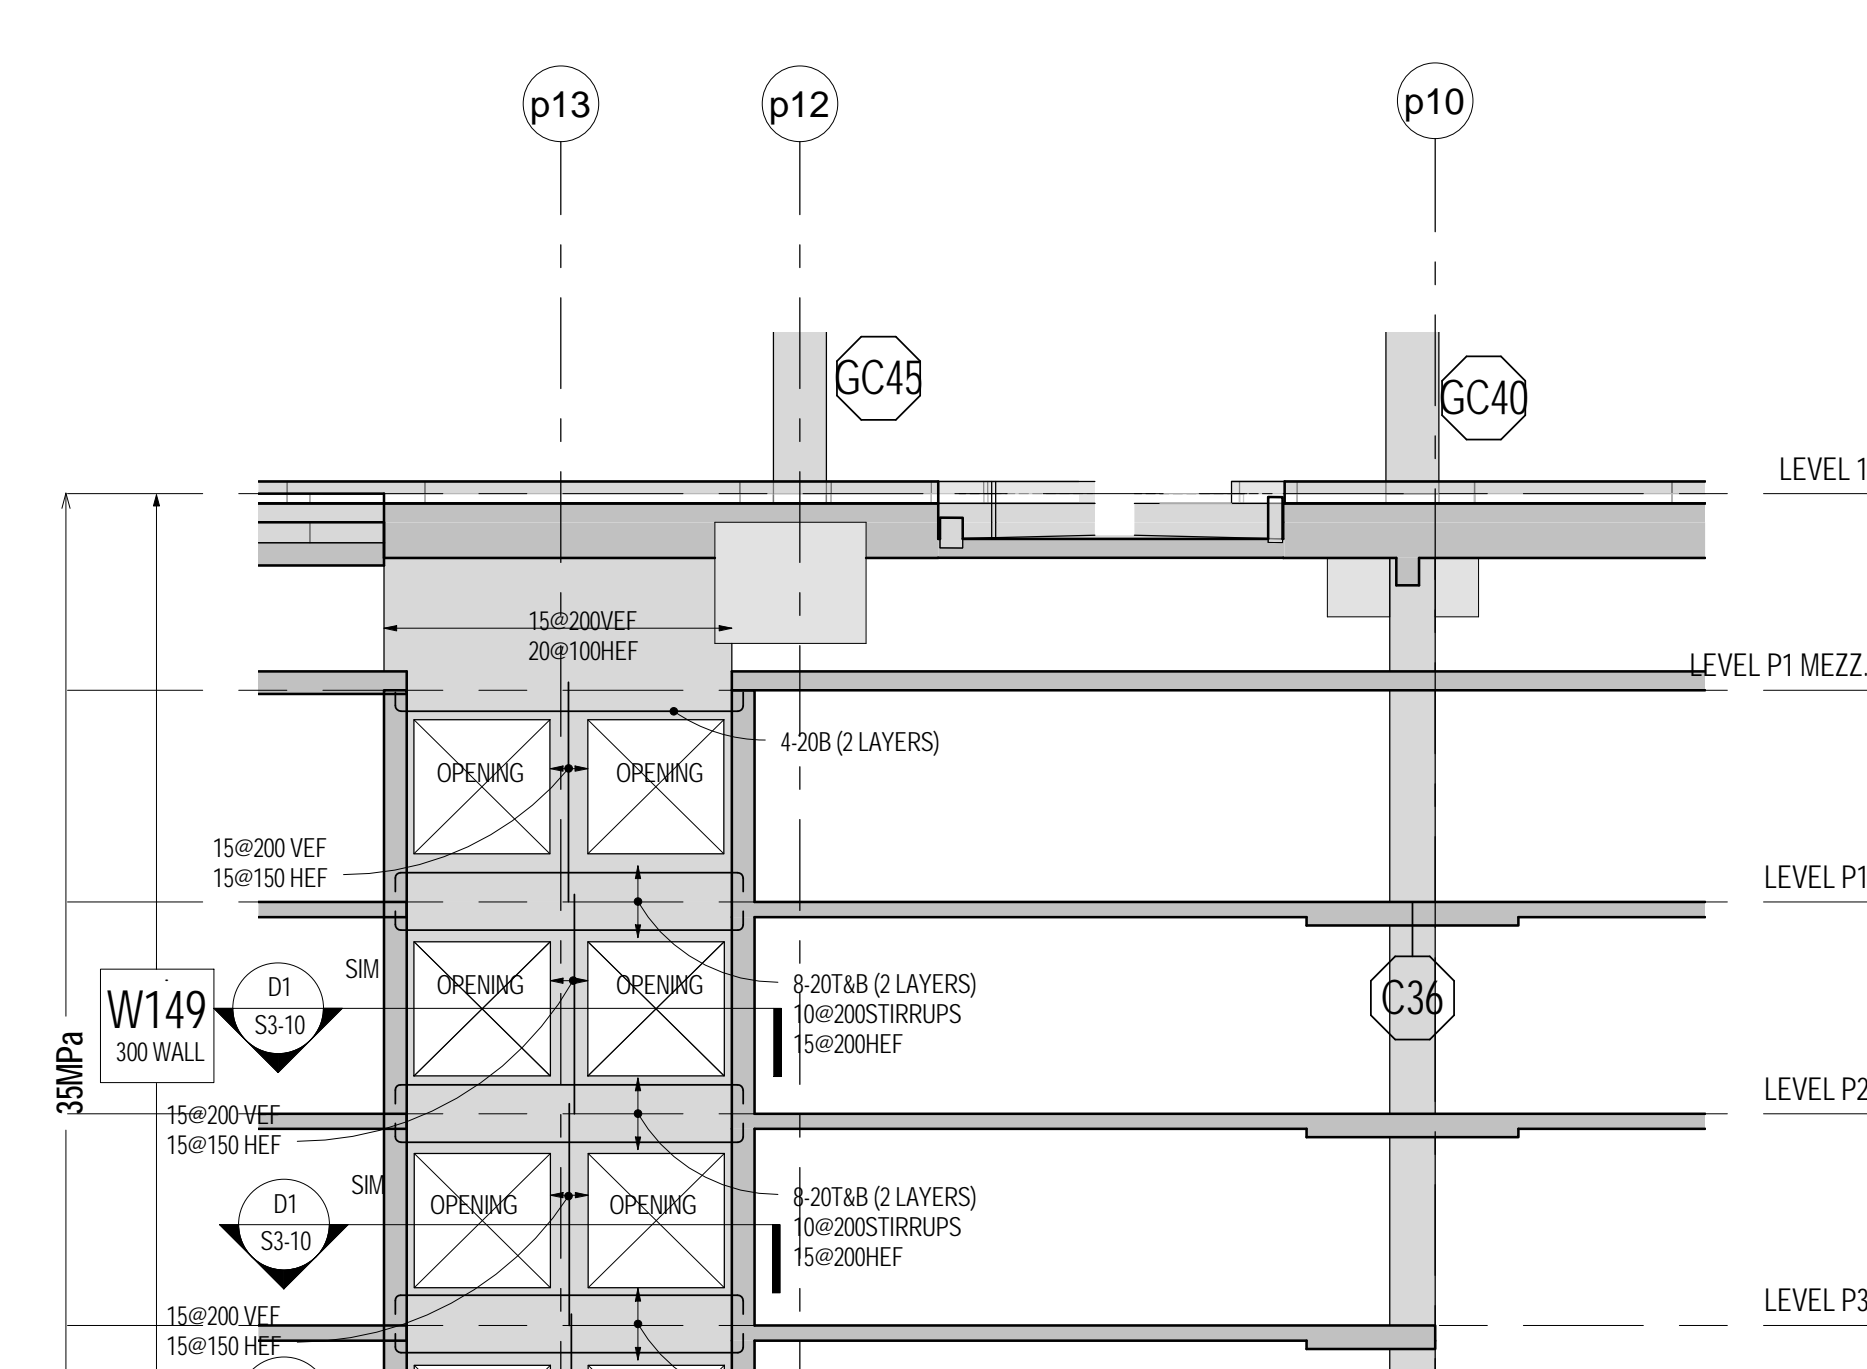 p13
p12
p10
GC45
GC40
LEVEL 1
15@200VEF
20@100HEF
LEVEL P1 MEZZ.
4-20B (2 LAYERS)
OPENING
OPENING
15@200 VEF
15@150 HEF
LEVEL P1
SIM
OPENING
OPENING
D1
S3-10
W149
300 WALL
35MPa
8-20T&B (2 LAYERS)
10@200STIRRUPS
15@200HEF
C36
LEVEL P2
15@200 VEF
15@150 HEF
SIM
OPENING
OPENING
D1
S3-10
8-20T&B (2 LAYERS)
10@200STIRRUPS
15@200HEF
LEVEL P3
15@200 VEF
15@150 HEF